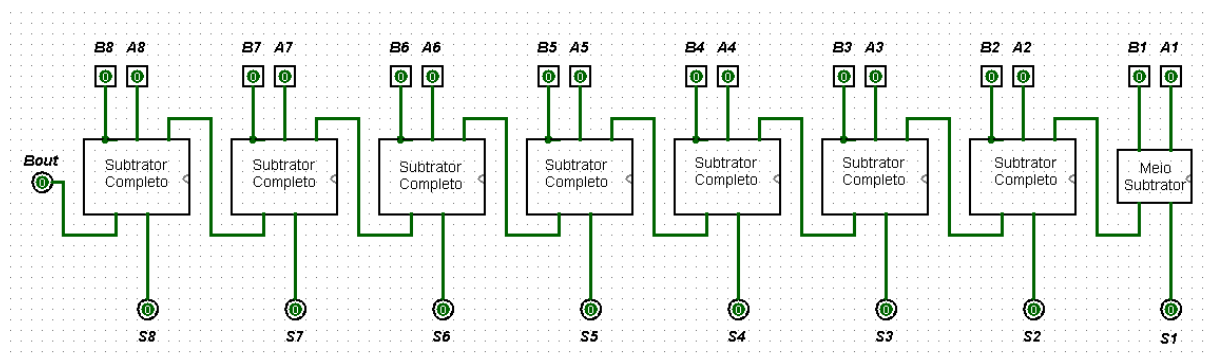 B8 A8 B7 A7 B6 A6 B5 A5 B4 A4 B3 A3 B2 A2 B1 A1
0 0 0 0 0 0 0 0 0 0 0 0 0 0 0 0
Bout
0
Subtrator
Completo
Subtrator
Completo
Subtrator
Completo
Subtrator
Completo
Subtrator
Completo
Subtrator
Completo
Subtrator
Completo
Meio
Subtrator
0 0 0 0 0 0 0 0
S8 S7 S6 S5 S4 S3 S2 S1